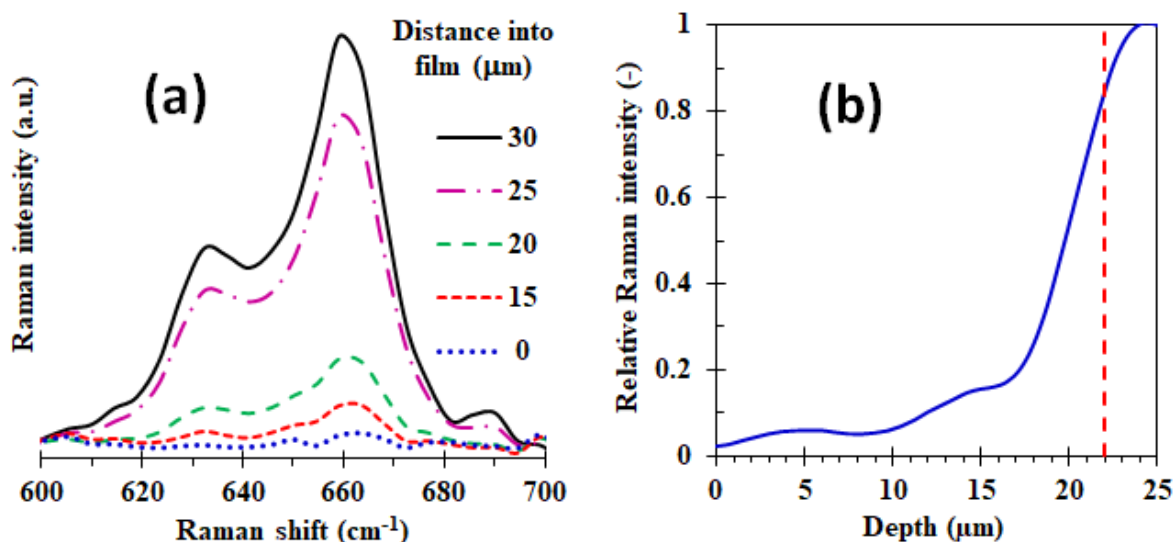 (a)
Distance into
film (µm)
30
25
20
15
0
Raman intensity (a.u.)
600 620 640 660 680 700
Raman shift (cm-1)
(b)
Relative Raman intensity (-)
1
0.8
0.6
0.4
0.2
0
0 5 10 15 20 25
Depth (µm)